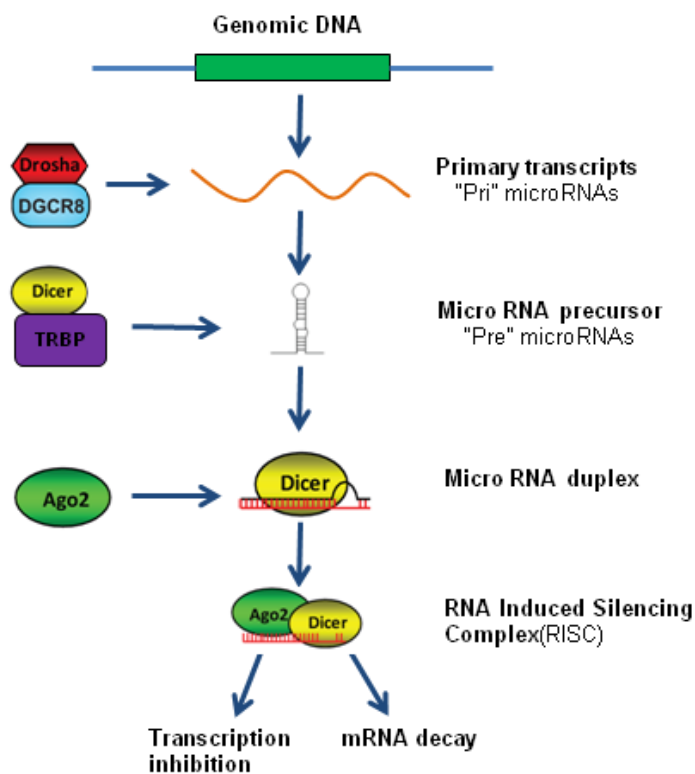 Genomic DNA
Drosha
DGCR8
Primary transcripts
"Pri" microRNAs
Dicer
TRBP
Micro RNA precursor
"Pre" microRNAs
Ago2
Dicer
Micro RNA duplex
Ago2
Dicer
RNA Induced Silencing
Complex(RISC)
Transcription
inhibition
mRNA decay